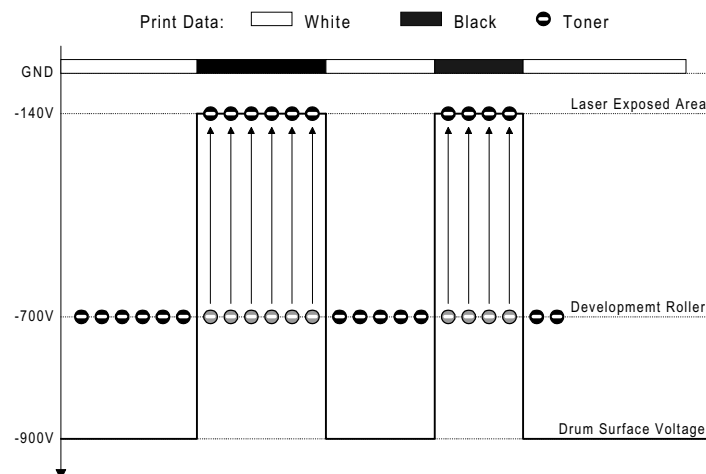 Print Data: White Black Toner
GND
-140V Laser Exposed Area
-700V Developmemt Roller
-900V Drum Surface Voltage